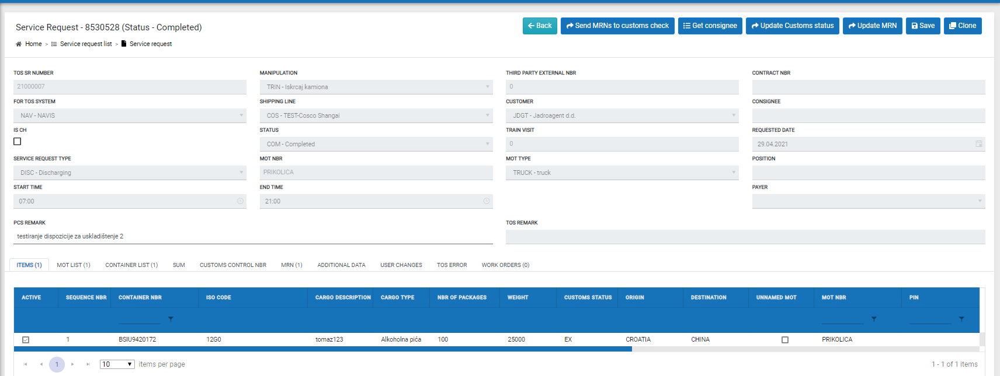 Service Request - 8530528 (Status - Completed)
Back
Send MRNs to customs check
Get consignee
Update Customs status
Update MRN
Save
Clone
Home > Service request list > Service request
TOS SR NUMBER
MANIPULATION
THIRD PARTY EXTERNAL NBR
CONTRACT NBR
21000007
TRIN - Iskrcaj kamiona
0
FOR TOS SYSTEM
SHIPPING LINE
CUSTOMER
CONSIGNEE
NAV - NAVIS
COS - TEST-Cosco Shangai
JDGT - Jadroagent d.d.
IS CH
STATUS
TRAIN VISIT
REQUESTED DATE
COM - Completed
0
29.04.2021
SERVICE REQUEST TYPE
MOT NBR
MOT TYPE
POSITION
DISC - Discharging
PRIKOLICA
TRUCK - truck
START TIME
END TIME
PAYER
07:00
21:00
PCS REMARK
TOS REMARK
testiranje dispozicije za uskladištenje 2
ITEMS (1)
MOT LIST (1)
CONTAINER LIST (1)
SUM
CUSTOMS CONTROL NBR
MRN (1)
ADDITIONAL DATA
USER CHANGES
TOS ERROR
WORK ORDERS (0)
ACTIVE
SEQUENCE NBR
CONTAINER NBR
ISO CODE
CARGO DESCRIPTION
CARGO TYPE
NBR OF PACKAGES
WEIGHT
CUSTOMS STATUS
ORIGIN
DESTINATION
UNNAMED MOT
MOT NBR
PIN
1
BSIU9420172
12G0
tomaz123
Alkoholna pića
100
25000
EX
CROATIA
CHINA
PRIKOLICA
1
10
items per page
1 - 1 of 1 items